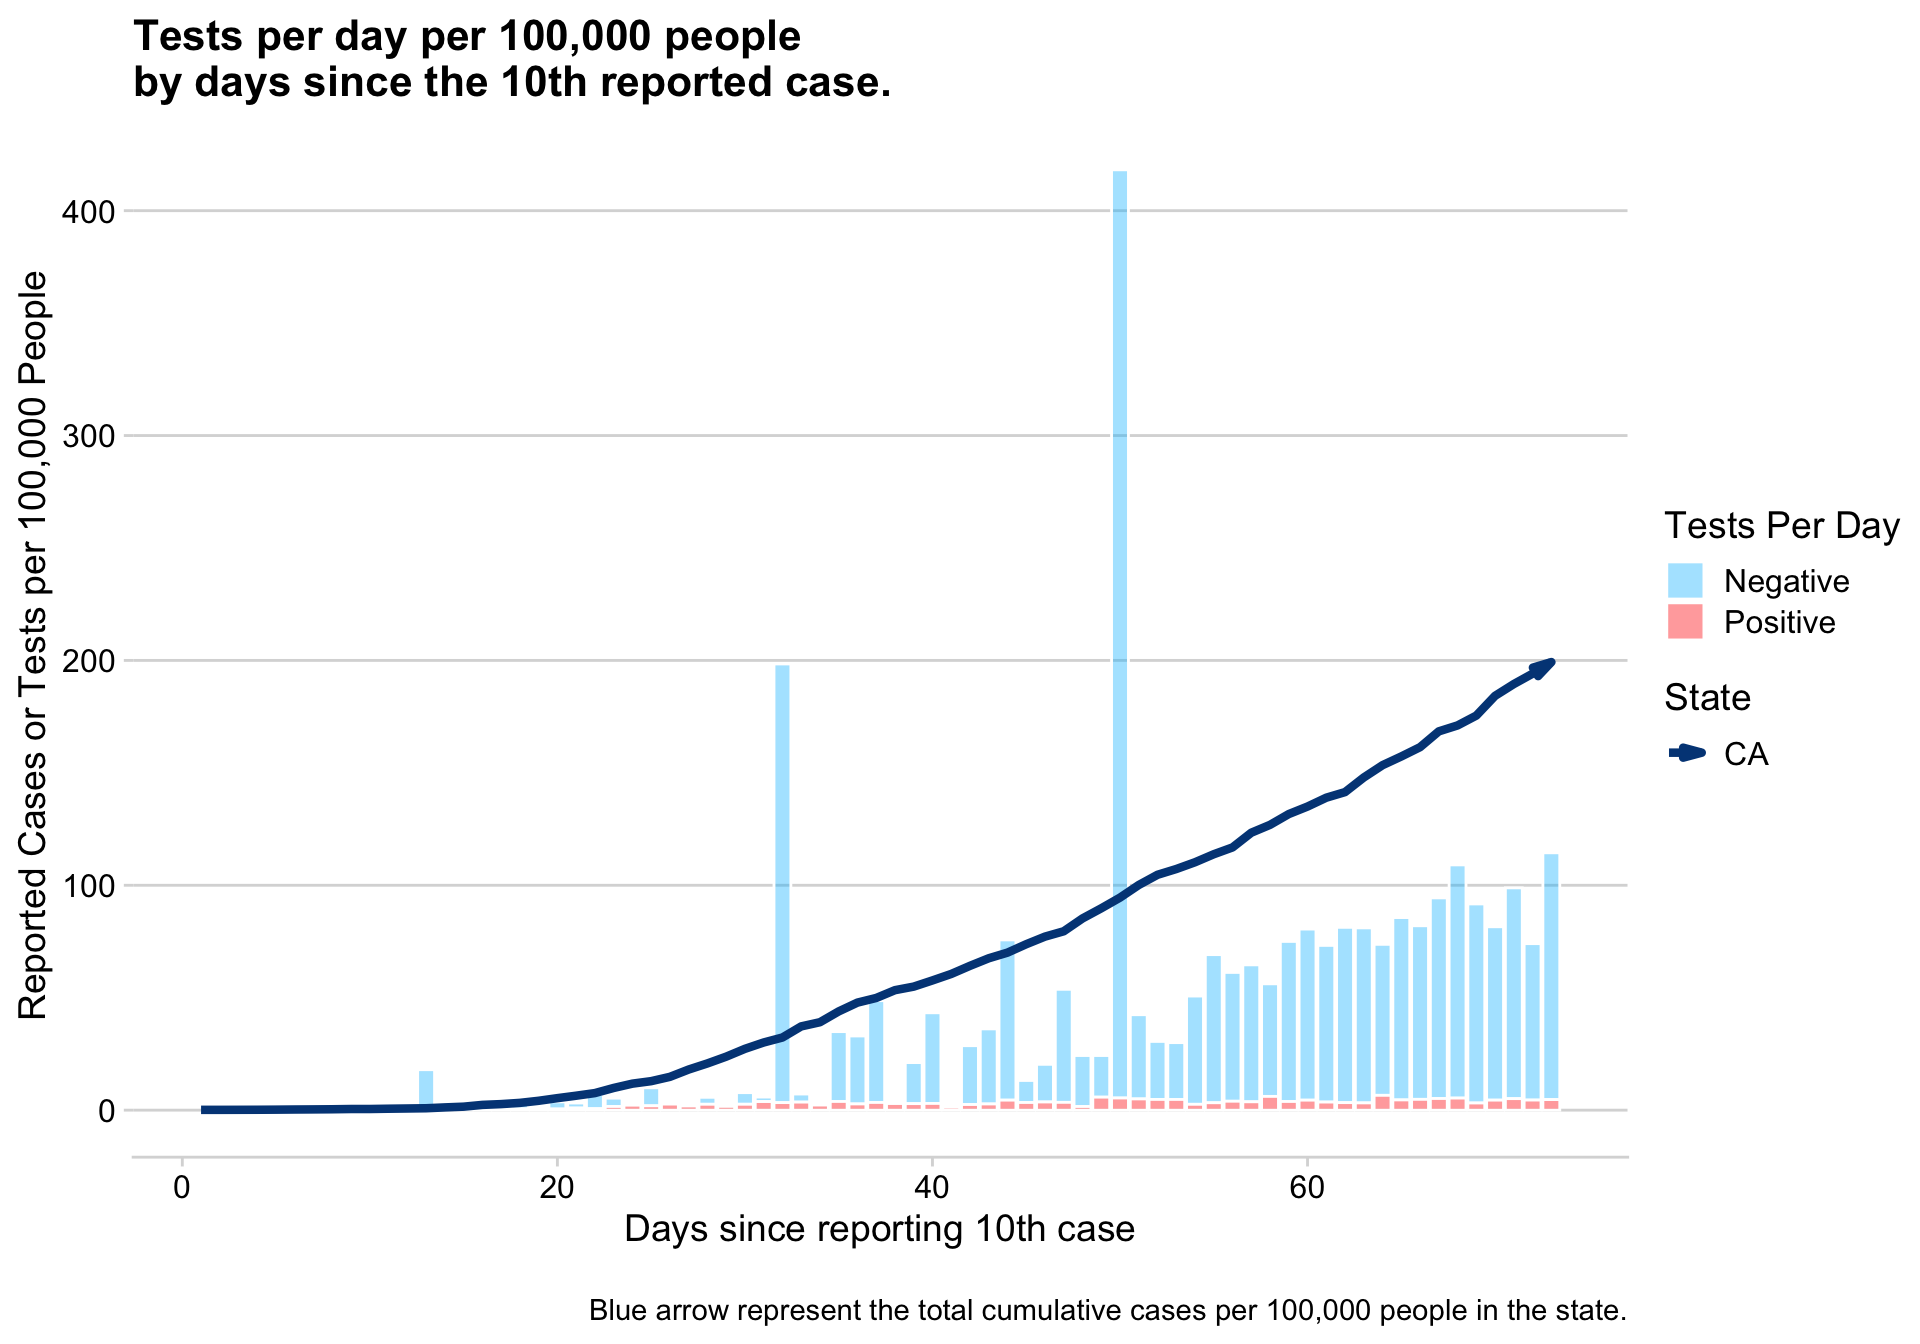 Tests per day per 100,000 people
by days since the 10th reported case.
Reported Cases or Tests per 100,000 People
400
300
200
100
0
0 20 40 60
Days since reporting 10th case
Tests Per Day
Negative
Positive
State
CA
Blue arrow represent the total cumulative cases per 100,000 people in the state.